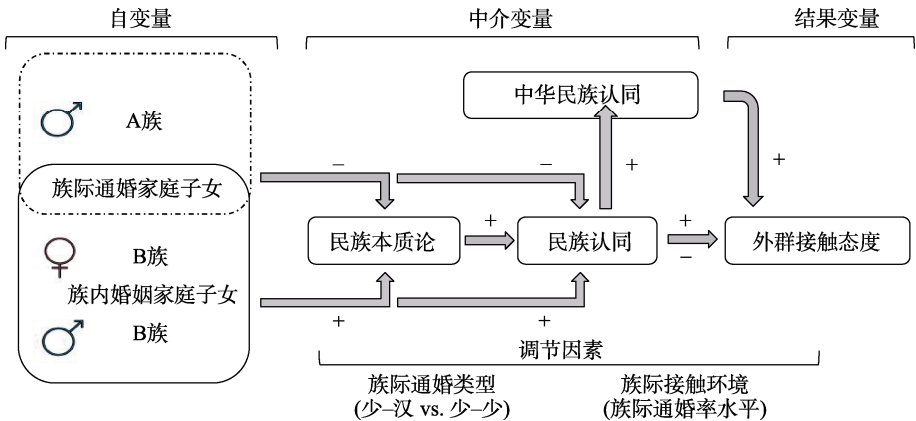 自变量
中介变量
结果变量
中华民族认同
A族
+
+
−
−
族际通婚家庭子女
民族本质论
+
民族认同
+
−
外群接触态度
B族
族内婚姻家庭子女
B族
+
+
调节因素
族际通婚类型
(少–汉 vs. 少–少)
族际接触环境
(族际通婚率水平)